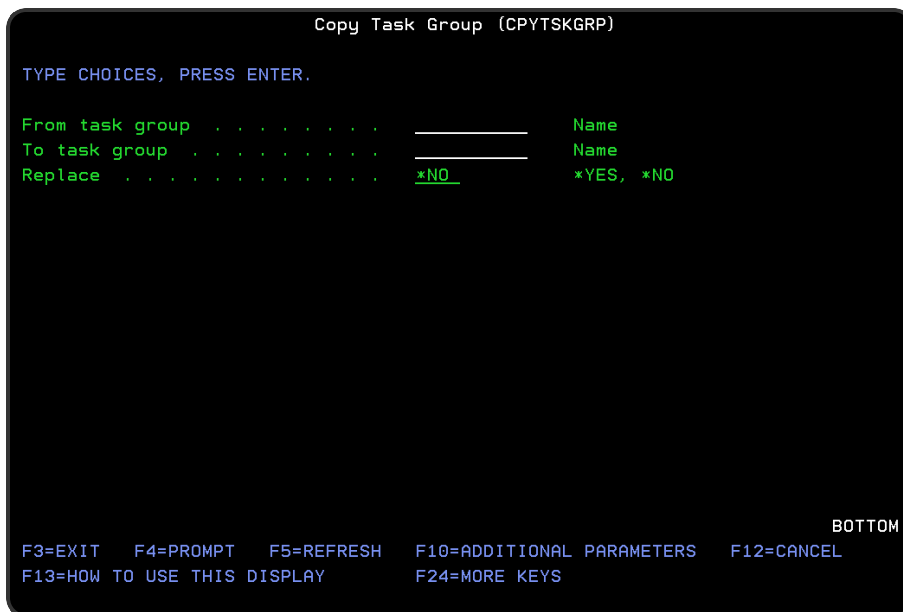 Copy Task Group (CPYTSKGRP)
TYPE CHOICES, PRESS ENTER.
From task group . . . . . . . . __________ Name
To task group . . . . . . . . . __________ Name
Replace . . . . . . . . . . . . *NO *YES, *NO
BOTTOM
F3=EXIT F4=PROMPT F5=REFRESH F10=ADDITIONAL PARAMETERS F12=CANCEL
F13=HOW TO USE THIS DISPLAY F24=MORE KEYS